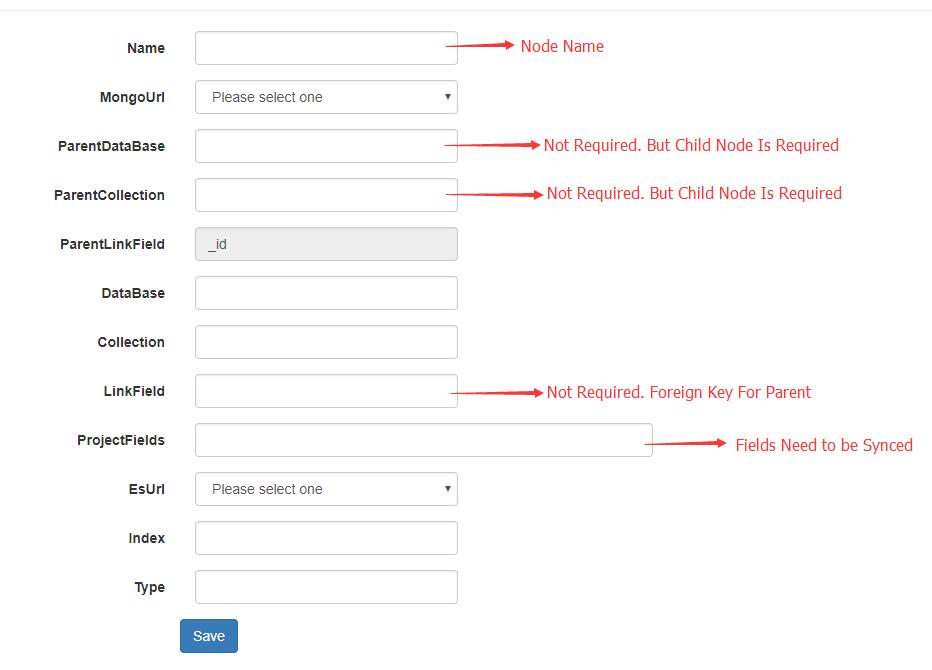 Name Node Name
MongoUrl Please select one
ParentDataBase Not Required. But Child Node Is Required
ParentCollection Not Required. But Child Node Is Required
ParentLinkField _id
DataBase
Collection
LinkField Not Required. Foreign Key For Parent
ProjectFields Fields Need to be Synced
EsUrl Please select one
Index
Type
Save